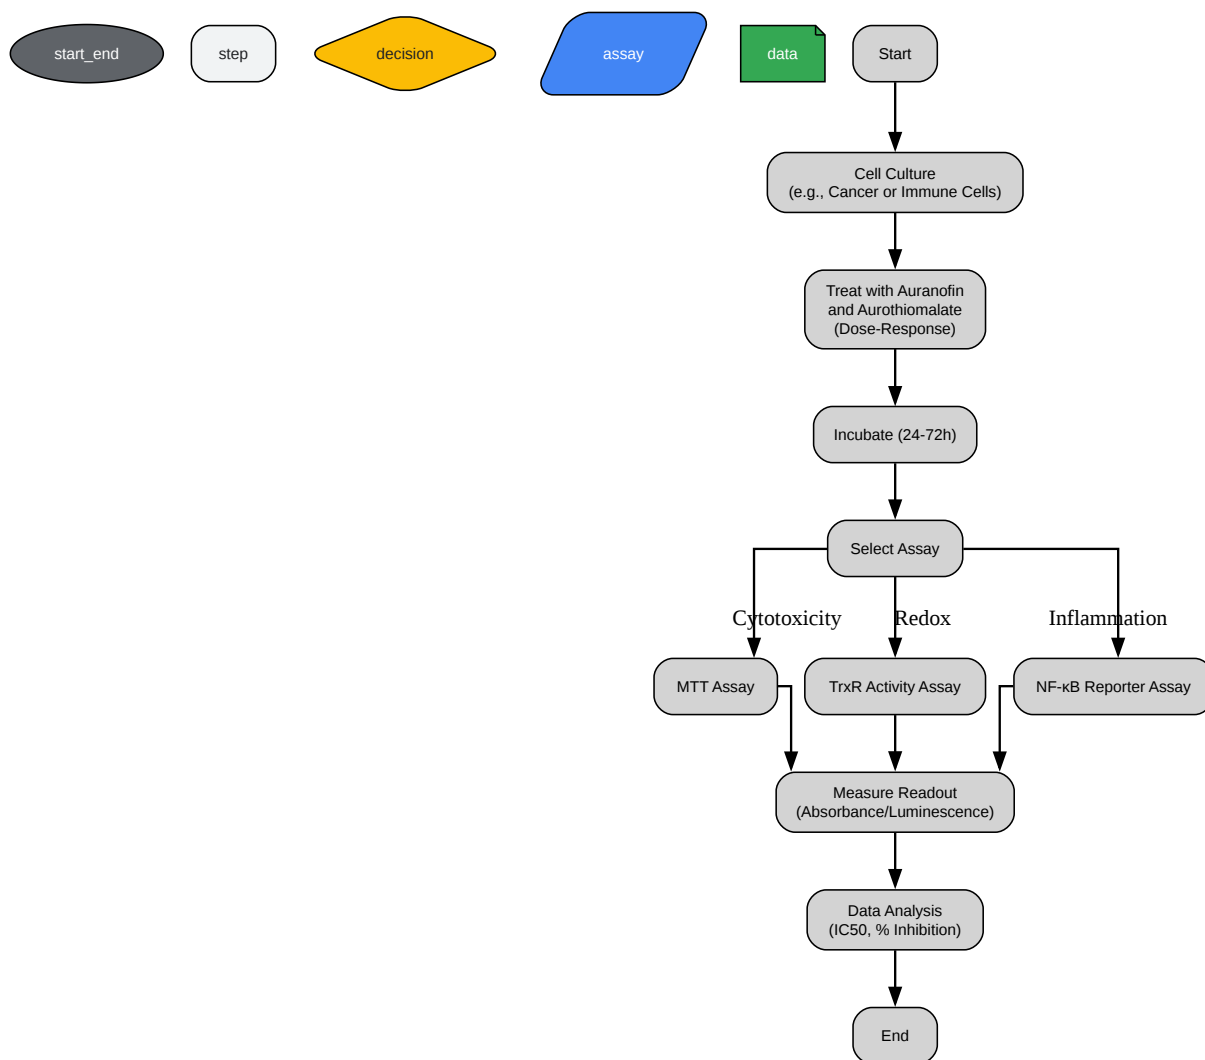 start_end
step
decision
assay
data
Start
Cell Culture
(e.g., Cancer or Immune Cells)
Treat with Auranofin
and Aurothiomalate
(Dose-Response)
Incubate (24-72h)
Select Assay
Cytotoxicity
Redox
Inflammation
MTT Assay
TrxR Activity Assay
NF-κB Reporter Assay
Measure Readout
(Absorbance/Luminescence)
Data Analysis
(IC50, % Inhibition)
End